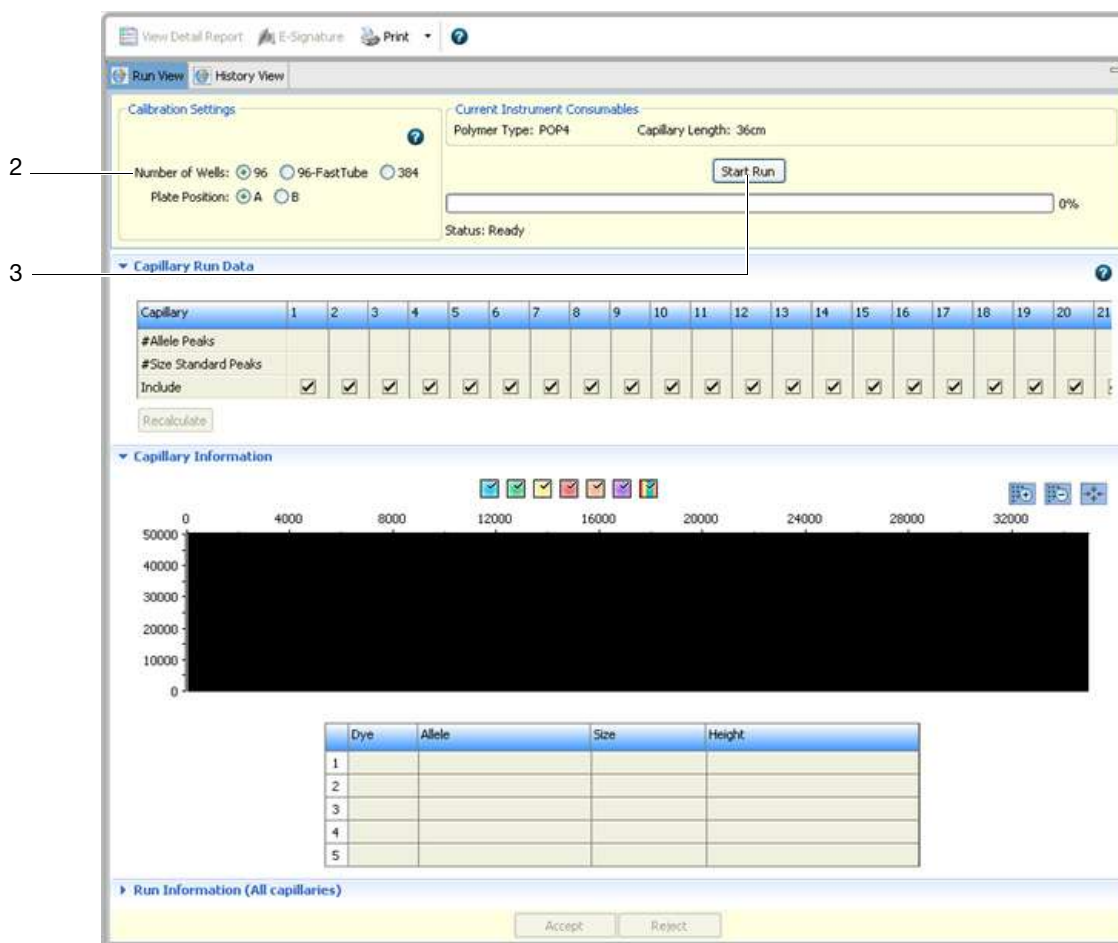 View Detail Report E-Signature Print
Run View History View
Calibration Settings
Current Instrument Consumables
Polymer Type: POP4 Capillary Length: 36cm
2
Number of Wells: 96 96-FastTube 384
Start Run
Plate Position: A B
0%
Status: Ready
3
Capillary Run Data
Capillary 1 2 3 4 5 6 7 8 9 10 11 12 13 14 15 16 17 18 19 20 21
#Allele Peaks
#Size Standard Peaks
Include
Recalculate
Capillary Information
0 4000 8000 12000 16000 20000 24000 28000 32000
50000
40000
30000
20000
10000
0
Dye Allele Size Height
1
2
3
4
5
Run Information (All capillaries)
Accept Reject